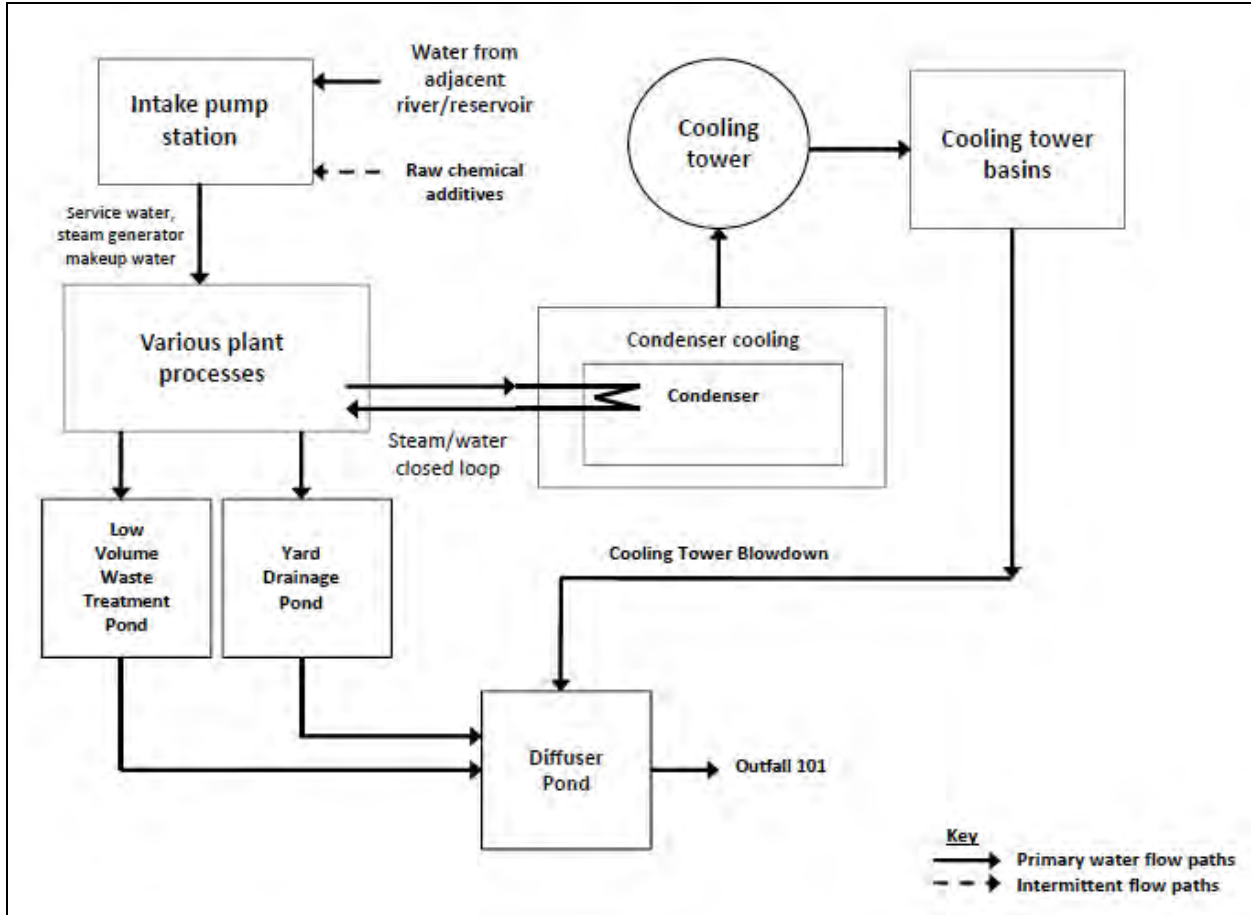 Water from
adjacent
river/reservoir
Intake pump
station
Raw chemical
additives
Cooling
tower
Cooling tower
basins
Service water,
steam generator
makeup water
Various plant
processes
Condenser cooling
Condenser
Steam/water
closed loop
Low
Volume
Waste
Treatment
Pond
Yard
Drainage
Pond
Cooling Tower Blowdown
Diffuser
Pond
Outfall 101
Key
Primary water flow paths
Intermittent flow paths